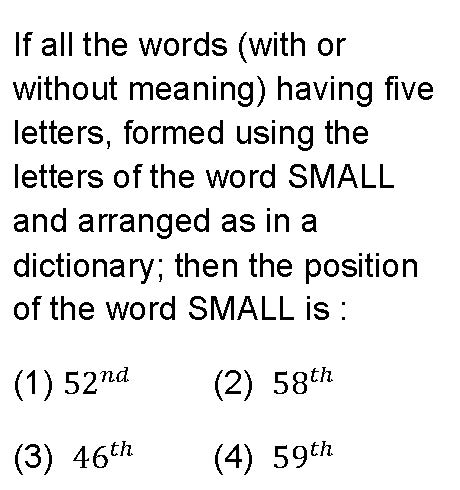 If all the words (with or
without meaning) having five
letters, formed using the
letters of the word SMALL
and arranged as in a
dictionary; then the position
of the word SMALL is :
(1) 52ⁿᵈ (2) 58ᵗʰ
(3) 46ᵗʰ (4) 59ᵗʰ